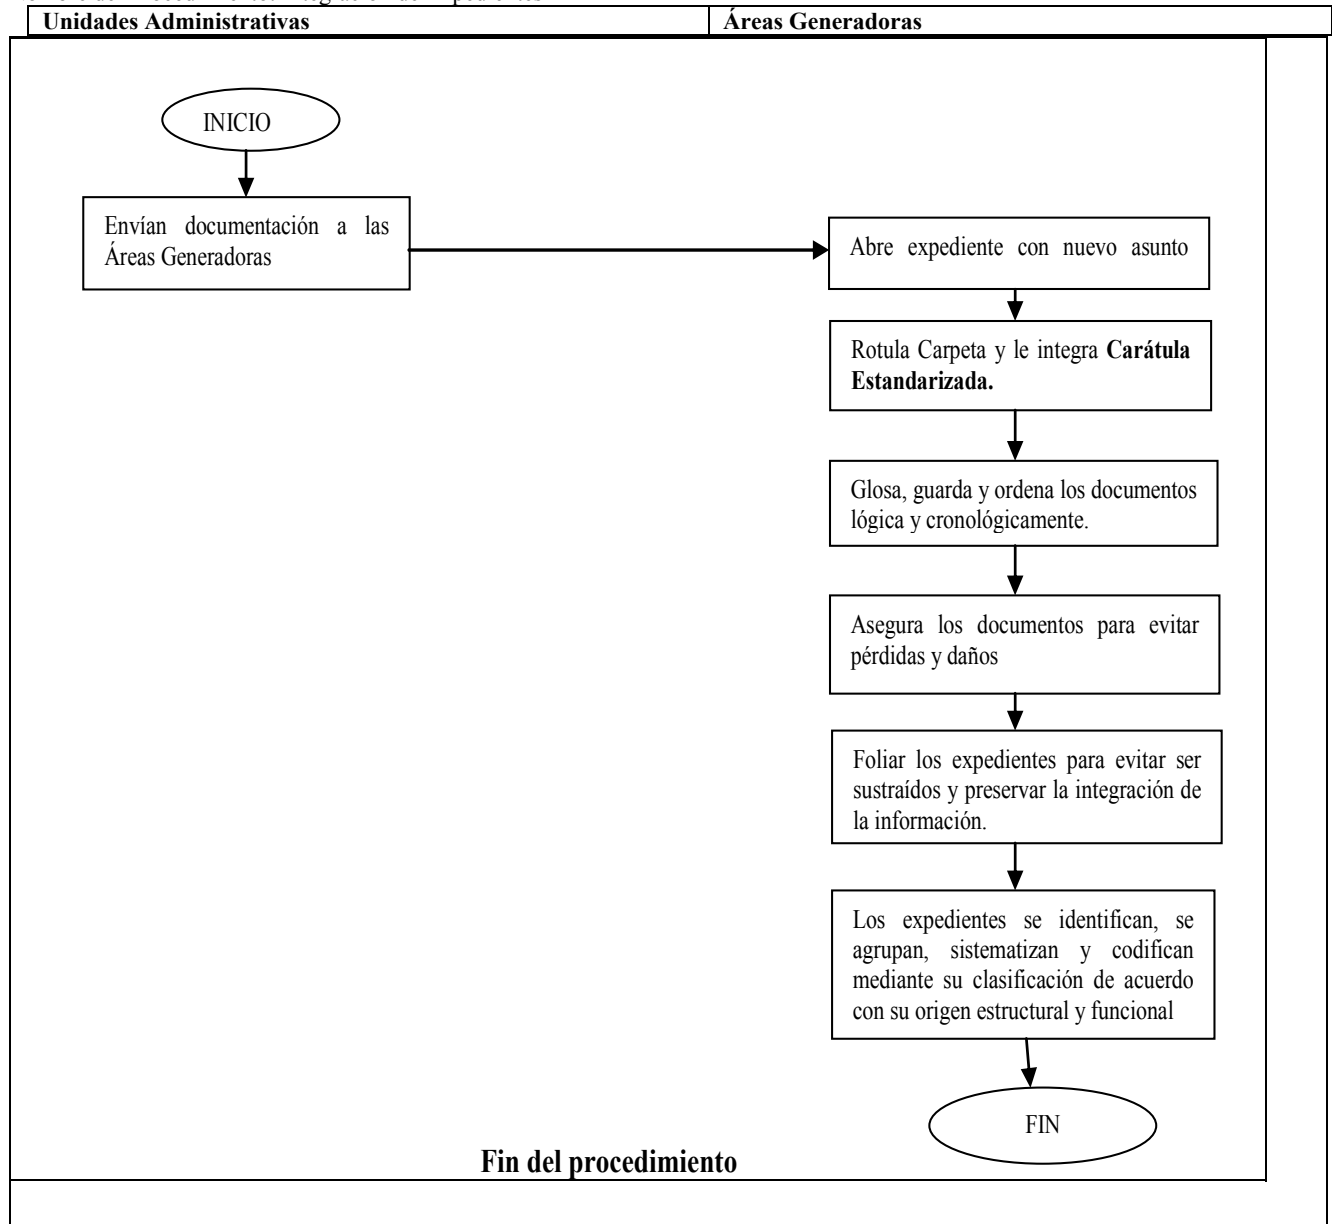 Unidades Administrativas
Áreas Generadoras
INICIO
Envían documentación a las
Áreas Generadoras
Abre expediente con nuevo asunto
Rotula Carpeta y le integra Carátula
Estandarizada.
Glosa, guarda y ordena los documentos
lógica y cronológicamente.
Asegura los documentos para evitar
pérdidas y daños
Foliar los expedientes para evitar ser
sustraídos y preservar la integración de
la información.
Los expedientes se identifican, se
agrupan, sistematizan y codifican
mediante su clasificación de acuerdo
con su origen estructural y funcional
FIN
Fin del procedimiento